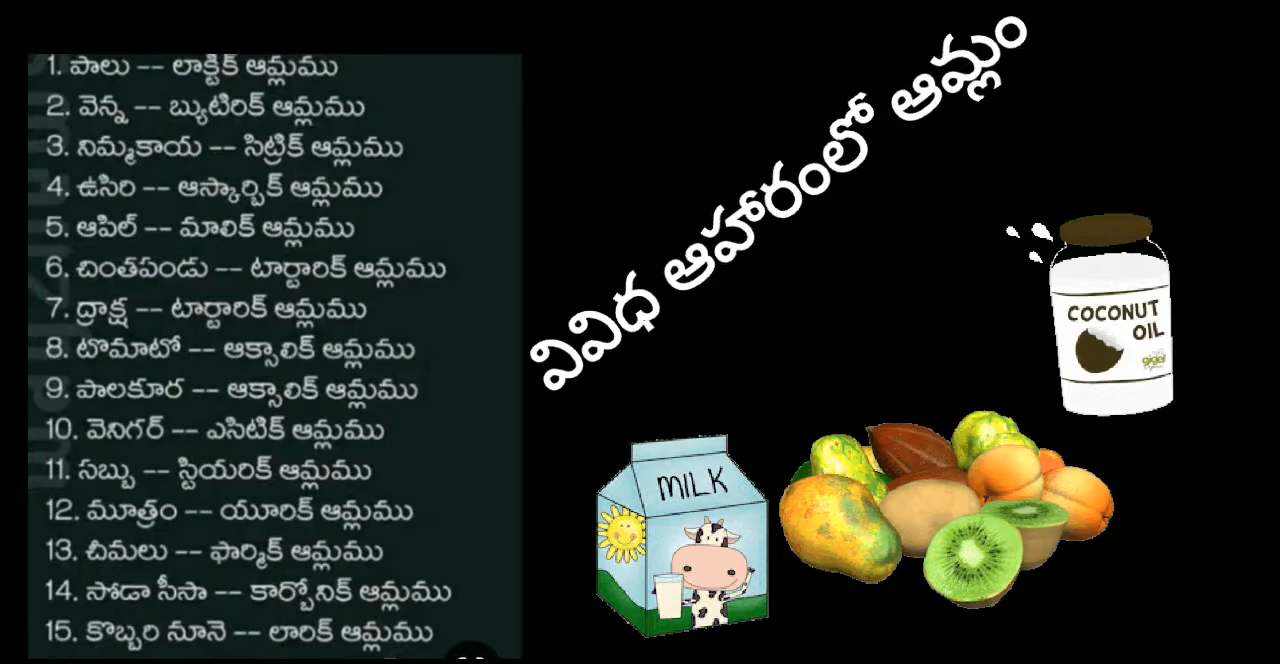 1. పాలు -- లాక్టిక్ ఆమ్లము
2. వెన్న -- బ్యుటిరిక్ ఆమ్లము
3. నిమ్మకాయ -- సిట్రిక్ ఆమ్లము
4. ఉసిరి -- ఆస్కార్బిక్ ఆమ్లము
5. ఆపిల్ -- మాలిక్ ఆమ్లము
6. చింతపండు -- టార్టారిక్ ఆమ్లము
7. ద్రాక్ష -- టార్టారిక్ ఆమ్లము
8. టొమాటో -- ఆక్సాలిక్ ఆమ్లము
9. పాలకూర -- ఆక్సాలిక్ ఆమ్లము
10. వెనిగర్ -- ఎసిటిక్ ఆమ్లము
11. సబ్బు -- స్టియరిక్ ఆమ్లము
12. మూత్రం -- యూరిక్ ఆమ్లము
13. చీమలు -- ఫార్మిక్ ఆమ్లము
14. సోడా సీసా -- కార్బోనిక్ ఆమ్లము
15. కొబ్బరి నూనె -- లారిక్ ఆమ్లము
వివిధ ఆహారంలో ఆమ్లం
COCONUT
OIL
MILK